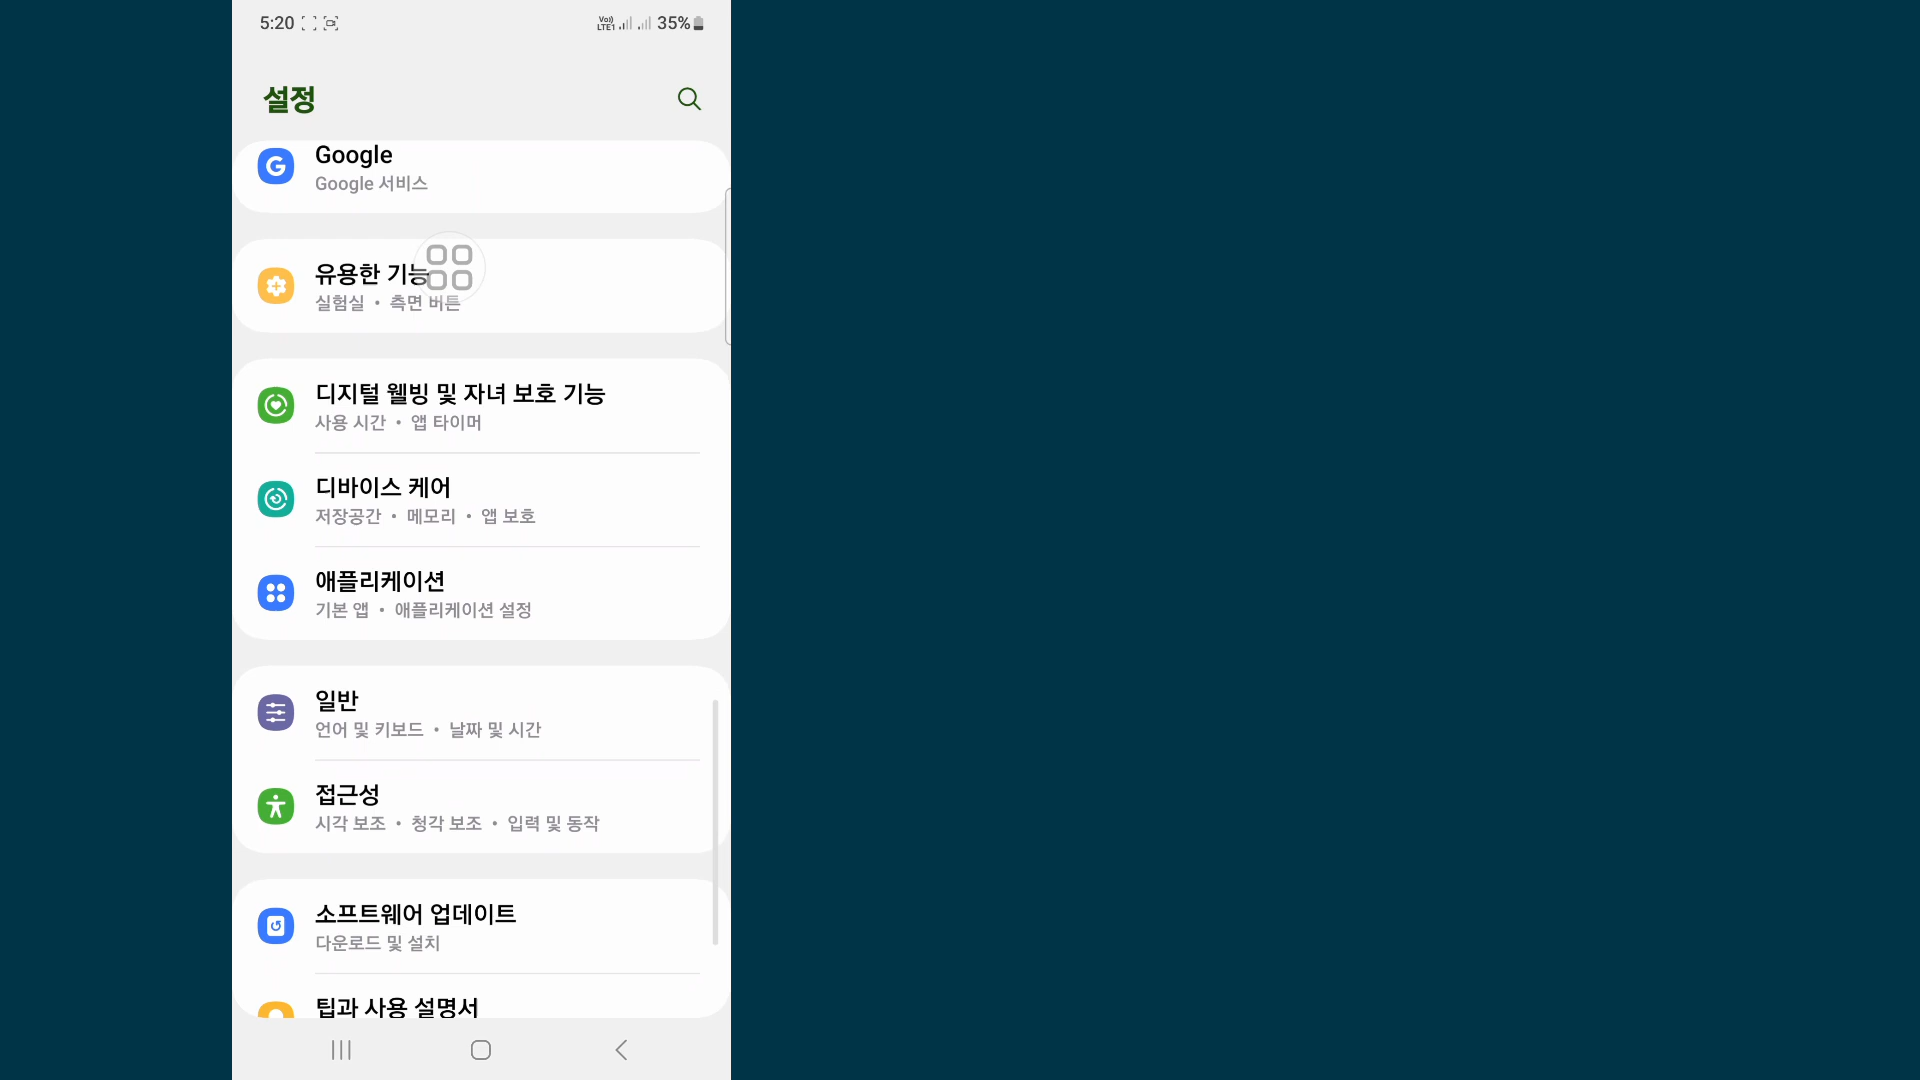 5:20 Vo)) LTE1 35%
설정
Google
Google 서비스
유용한 기능
실험실 • 측면 버튼
디지털 웰빙 및 자녀 보호 기능
사용 시간 • 앱 타이머
디바이스 케어
저장공간 • 메모리 • 앱 보호
애플리케이션
기본 앱 • 애플리케이션 설정
일반
언어 및 키보드 • 날짜 및 시간
접근성
시각 보조 • 청각 보조 • 입력 및 동작
소프트웨어 업데이트
다운로드 및 설치
팁과 사용 설명서